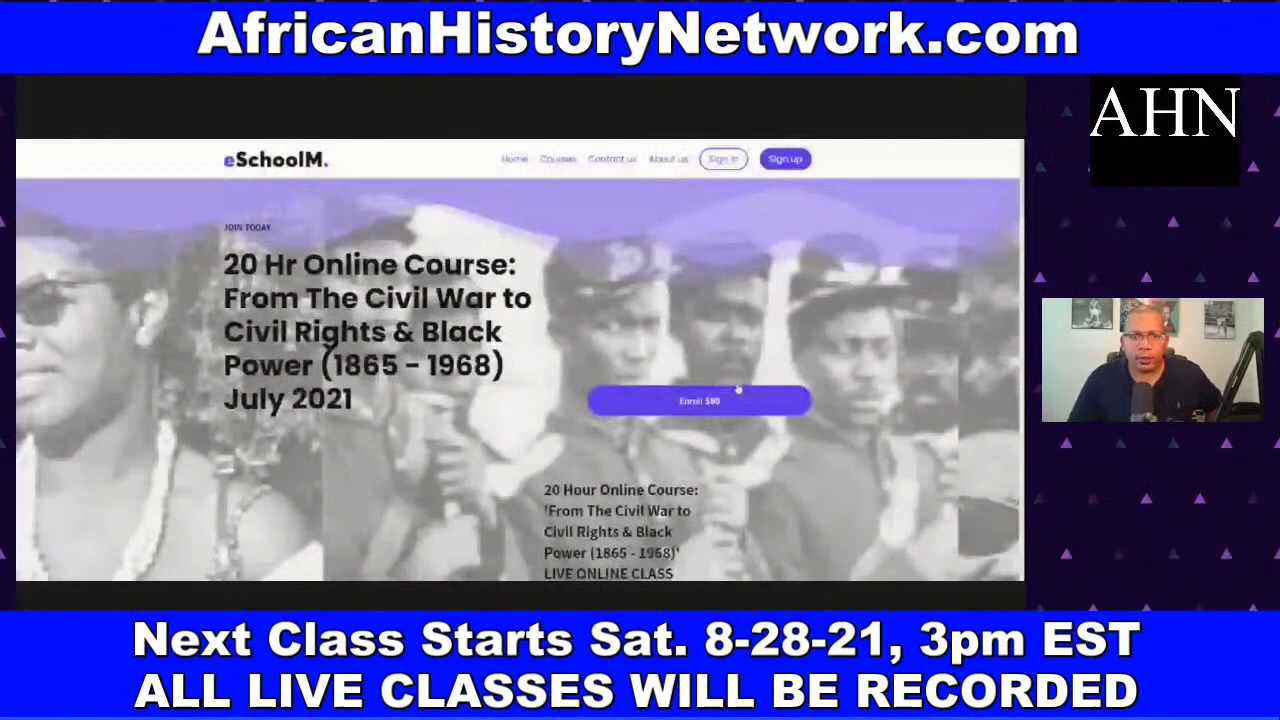 AfricanHistoryNetwork.com
AHN
eSchoolM.
Home Courses Contact us About us Sign in Sign up
JOIN TODAY
20 Hr Online Course:
From The Civil War to
Civil Rights & Black
Power (1865 - 1968)
July 2021
Enroll $80
20 Hour Online Course:
'From The Civil War to
Civil Rights & Black
Power (1865 - 1968)'
LIVE ONLINE CLASS
Next Class Starts Sat. 8-28-21, 3pm EST
ALL LIVE CLASSES WILL BE RECORDED